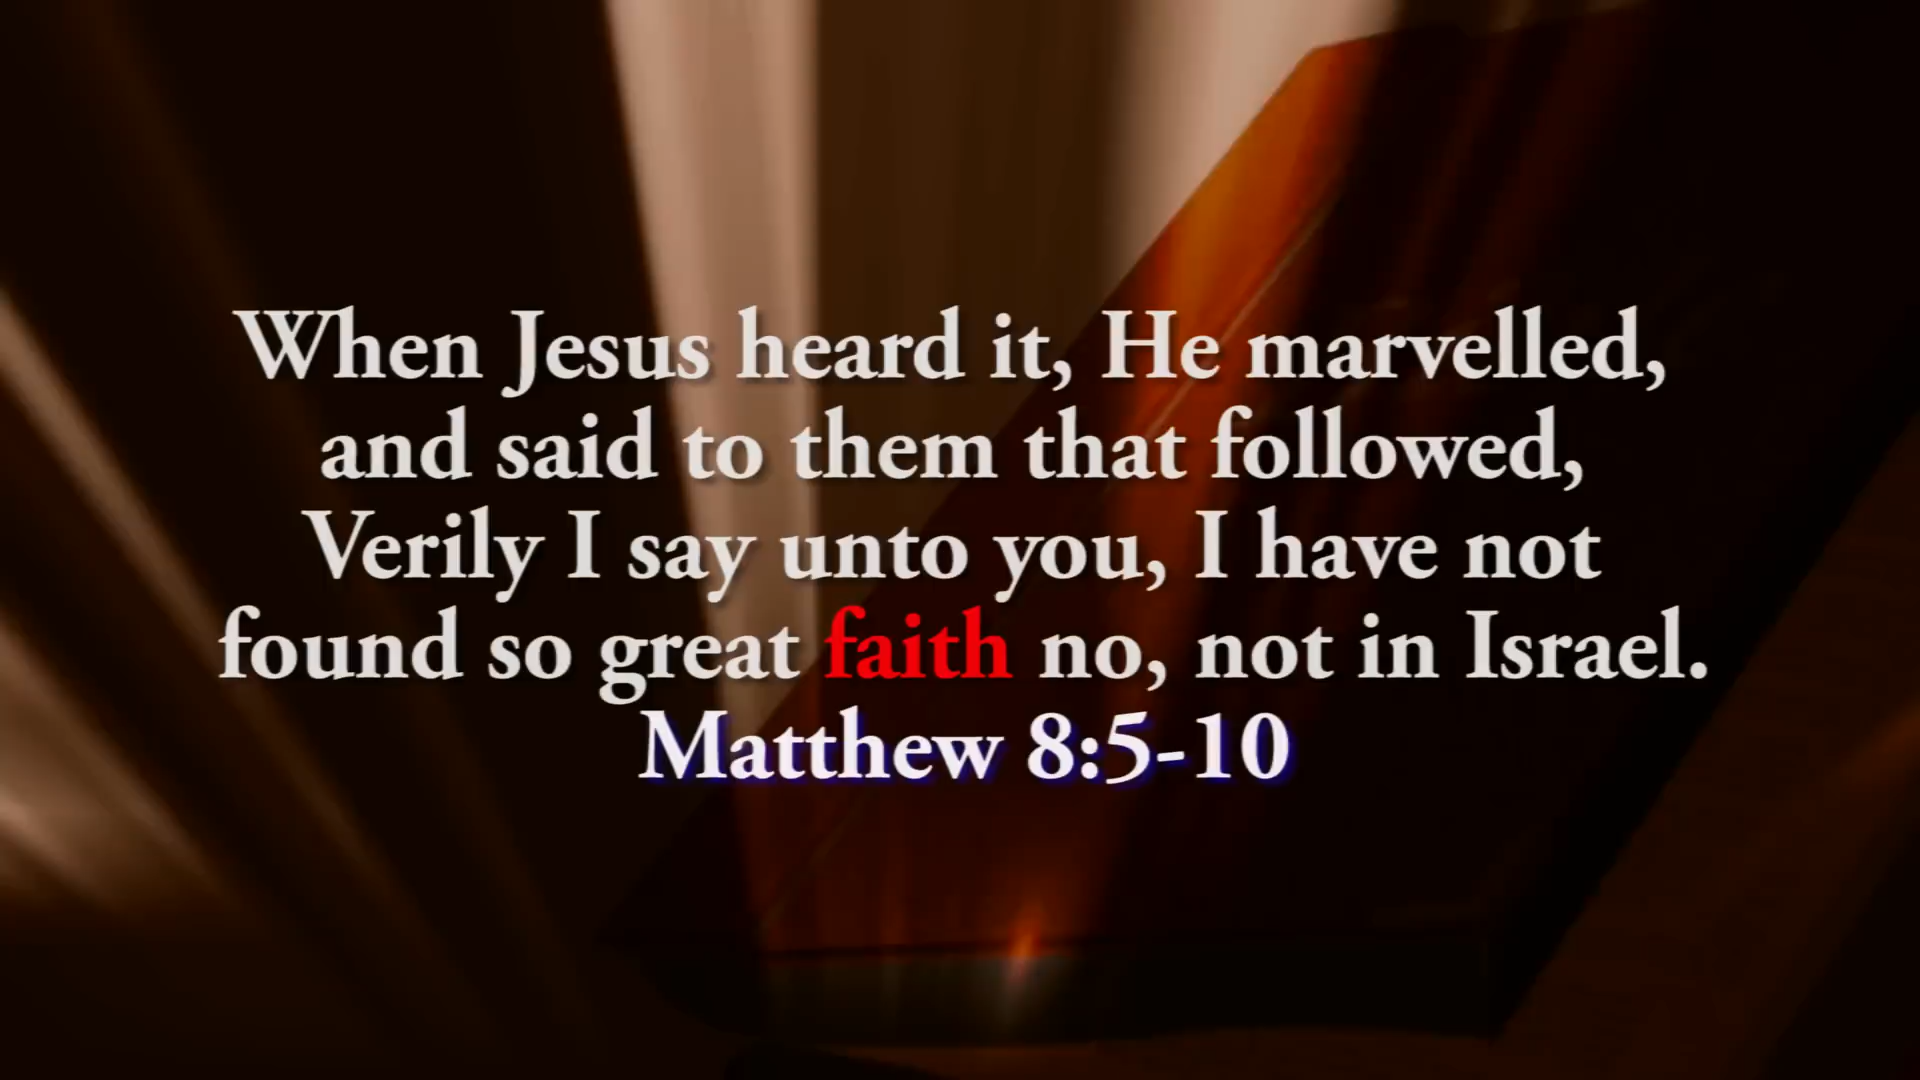 When Jesus heard it, He marvelled,
and said to them that followed,
Verily I say unto you, I have not
found so great faith no, not in Israel.
Matthew 8:5-10